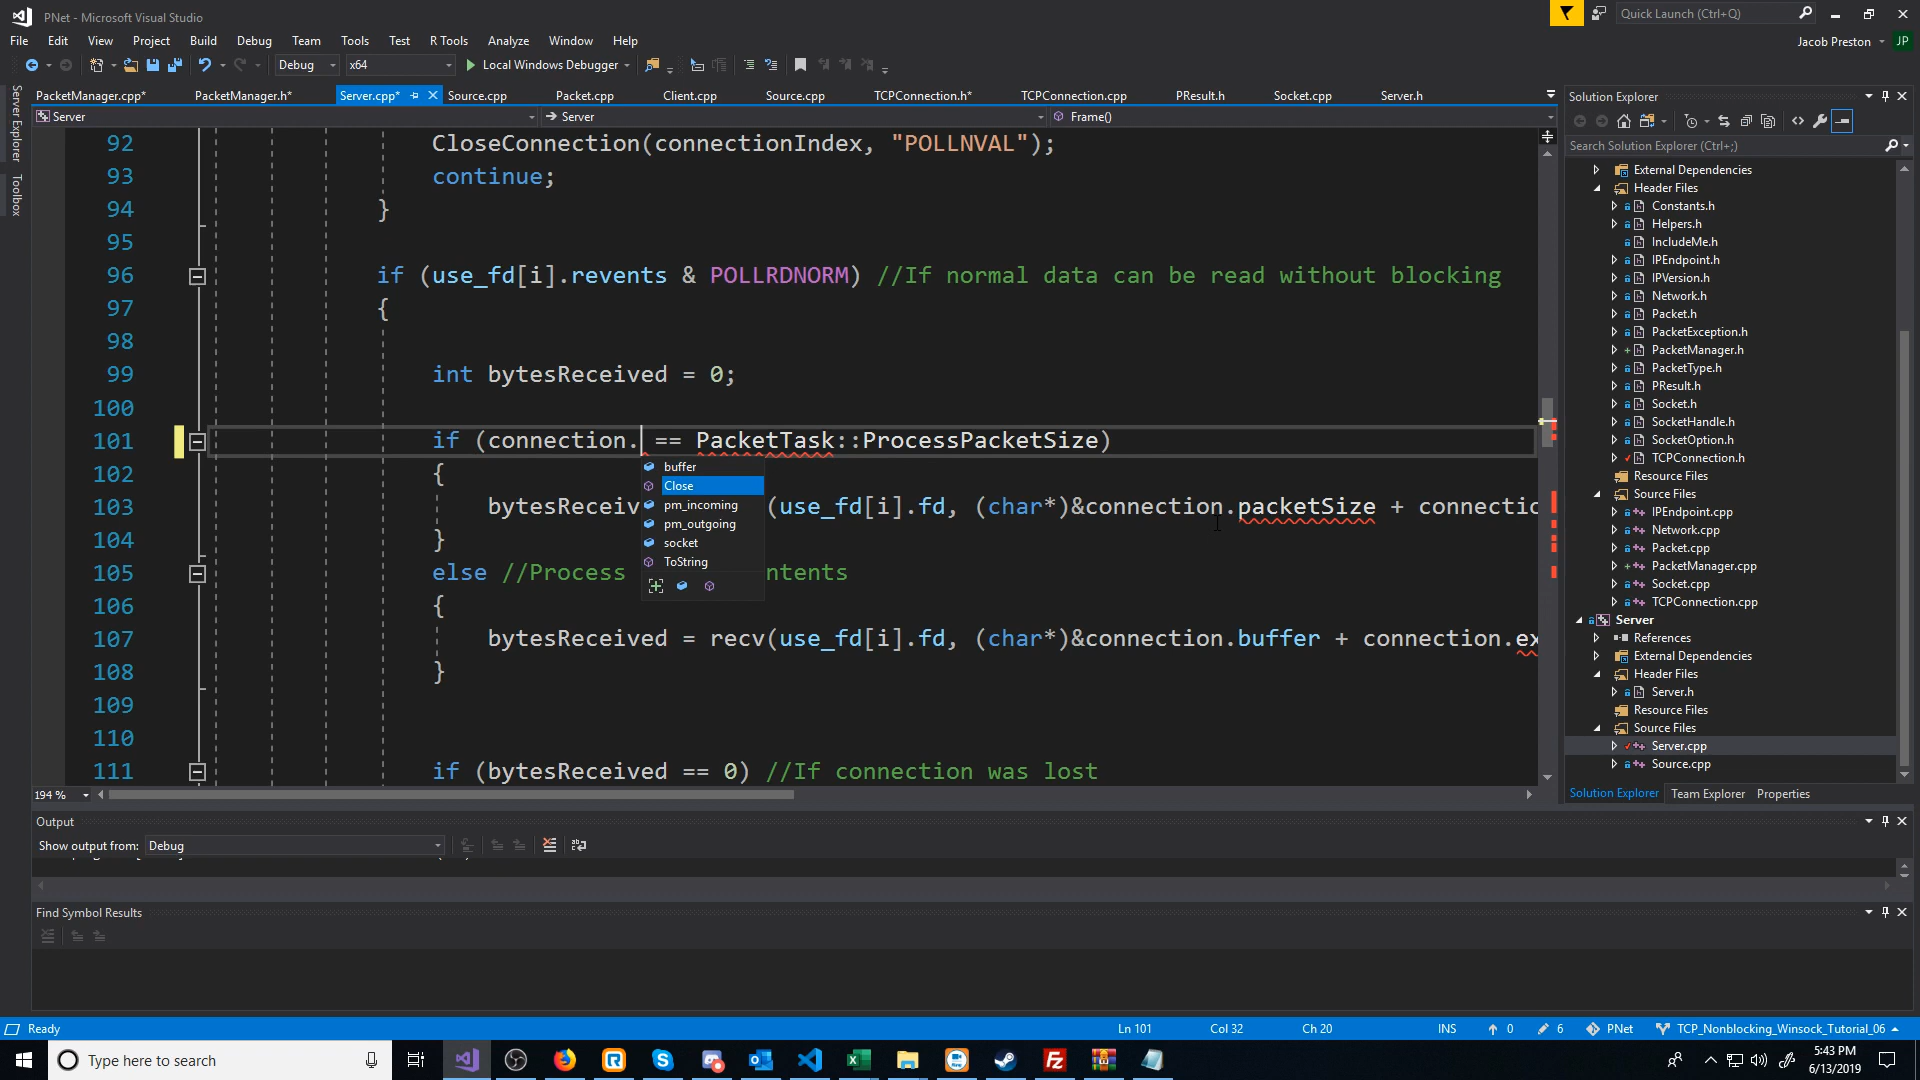 PNet - Microsoft Visual Studio
Quick Launch (Ctrl+Q)
File Edit View Project Build Debug Team Tools Test R Tools Analyze Window Help
Jacob Preston JP
Debug x64 Local Windows Debugger
PacketManager.cpp* PacketManager.h* Server.cpp* Source.cpp Packet.cpp Client.cpp Source.cpp TCPConnection.h* TCPConnection.cpp PResult.h Socket.cpp Server.h
Server Server Frame()
Server Explorer
Toolbox
92 CloseConnection(connectionIndex, "POLLNVAL");
93 continue;
94 }
95
96 if (use_fd[i].revents & POLLRDNORM) //If normal data can be read without blocking
97 {
98
99 int bytesReceived = 0;
100
101 if (connection. == PacketTask::ProcessPacketSize)
102 {
103 bytesReceiv (use_fd[i].fd, (char*)&connection.packetSize + connectio
104 }
105 else //Process ntents
106 {
107 bytesReceived = recv(use_fd[i].fd, (char*)&connection.buffer + connection.ex
108 }
109
110
111 if (bytesReceived == 0) //If connection was lost
buffer
Close
pm_incoming
pm_outgoing
socket
ToString
194 %
Solution Explorer
Search Solution Explorer (Ctrl+;)
External Dependencies
Header Files
Constants.h
Helpers.h
IncludeMe.h
IPEndpoint.h
IPVersion.h
Network.h
Packet.h
PacketException.h
PacketManager.h
PacketType.h
PResult.h
Socket.h
SocketHandle.h
SocketOption.h
TCPConnection.h
Resource Files
Source Files
IPEndpoint.cpp
Network.cpp
Packet.cpp
PacketManager.cpp
Socket.cpp
TCPConnection.cpp
Server
References
External Dependencies
Header Files
Server.h
Resource Files
Source Files
Server.cpp
Source.cpp
Solution Explorer Team Explorer Properties
Output
Show output from: Debug
Find Symbol Results
Ready Ln 101 Col 32 Ch 20 INS 0 6 PNet TCP_Nonblocking_Winsock_Tutorial_06
Type here to search
5:43 PM
6/13/2019